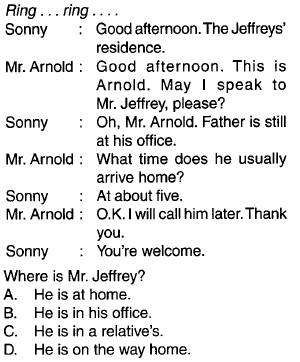 Ring . . . ring . . . .
Sonny : Good afternoon. The Jeffreys'
residence.
Mr. Arnold : Good afternoon. This is
Arnold. May I speak to
Mr. Jeffrey, please?
Sonny : Oh, Mr. Arnold. Father is still
at his office.
Mr. Arnold : What time does he usually
arrive home?
Sonny : At about five.
Mr. Arnold : O.K. I will call him later. Thank
you.
Sonny : You're welcome.
Where is Mr. Jeffrey?
A. He is at home.
B. He is in his office.
C. He is in a relative's.
D. He is on the way home.